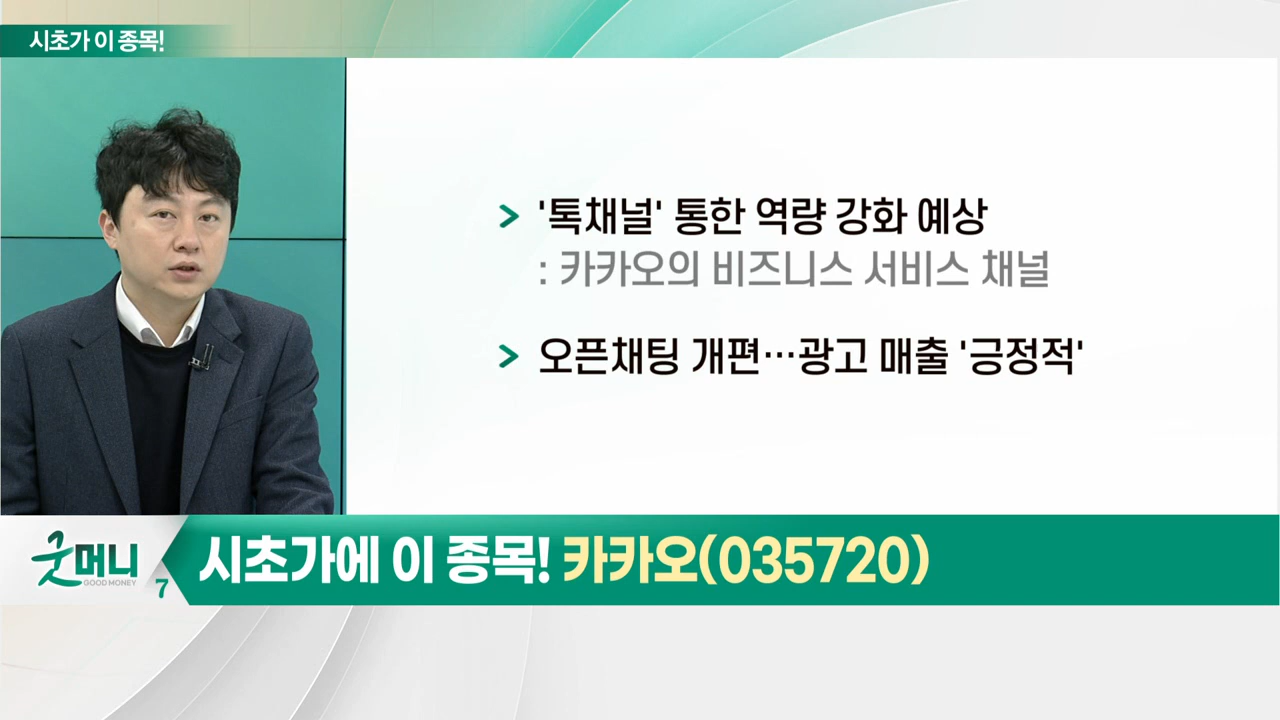 시초가 이 종목!
> '톡채널' 통한 역량 강화 예상
: 카카오의 비즈니스 서비스 채널
> 오픈채팅 개편…광고 매출 '긍정적'
굿머니
GOOD MONEY
7
시초가에 이 종목! 카카오(035720)